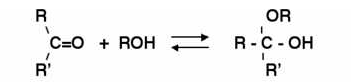 R OR
C=O + ROH ⇌ R - C - OH
R' R'